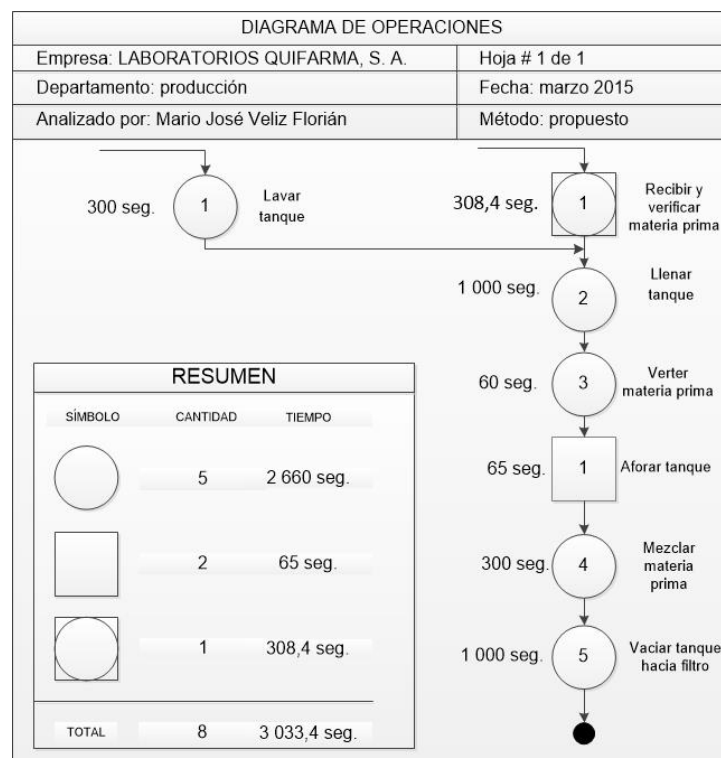 DIAGRAMA DE OPERACIONES
Empresa: LABORATORIOS QUIFARMA, S. A.
Hoja # 1 de 1
Departamento: producción
Fecha: marzo 2015
Analizado por: Mario José Veliz Florián
Método: propuesto
300 seg.
1
Lavar
tanque
308,4 seg.
1
Recibir y
verificar
materia prima
1 000 seg.
2
Llenar
tanque
60 seg.
3
Verter
materia prima
65 seg.
1
Aforar tanque
300 seg.
4
Mezclar
materia
prima
1 000 seg.
5
Vaciar tanque
hacia filtro
RESUMEN
SÍMBOLO CANTIDAD TIEMPO
5 2 660 seg.
2 65 seg.
1 308,4 seg.
TOTAL 8 3 033,4 seg.